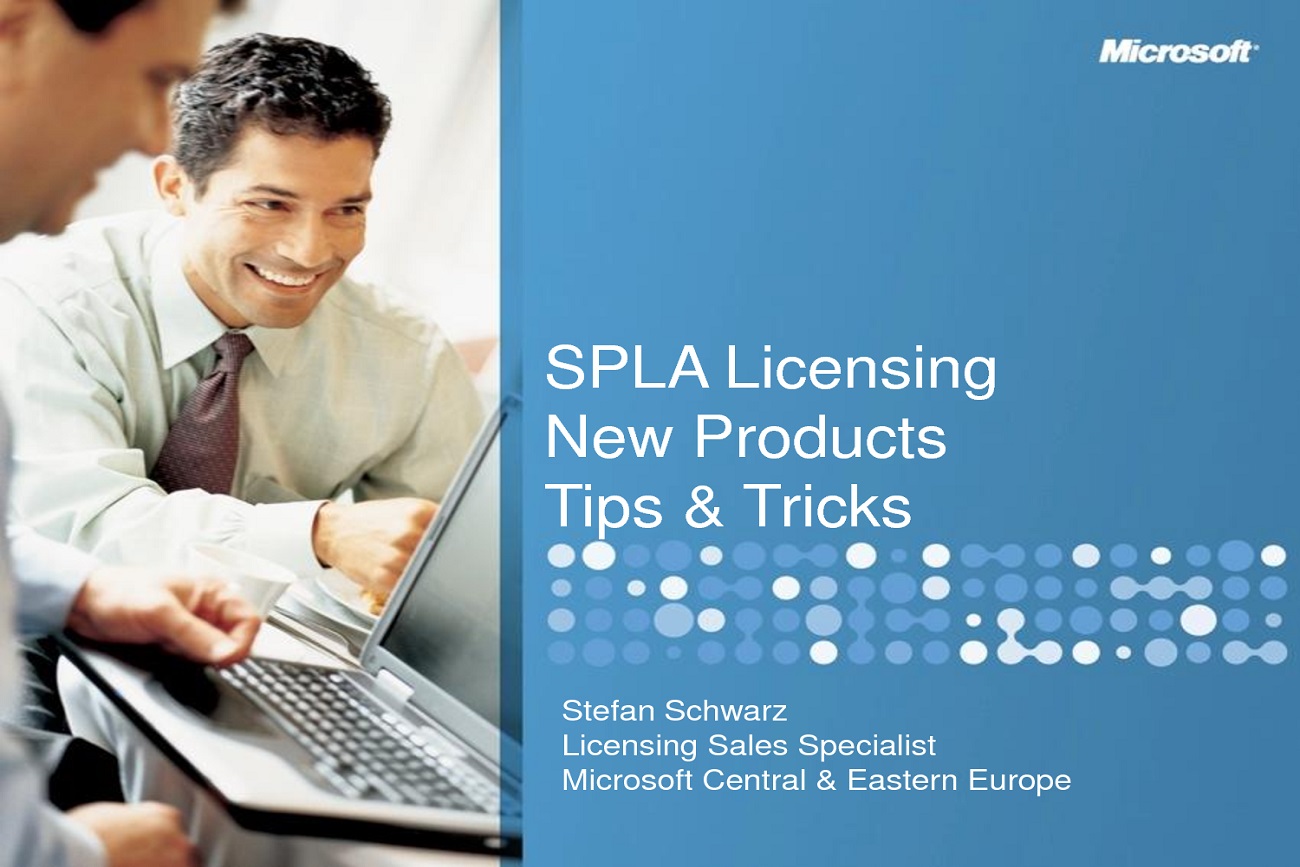 Microsoft
SPLA Licensing
New Products
Tips & Tricks
Stefan Schwarz
Licensing Sales Specialist
Microsoft Central & Eastern Europe